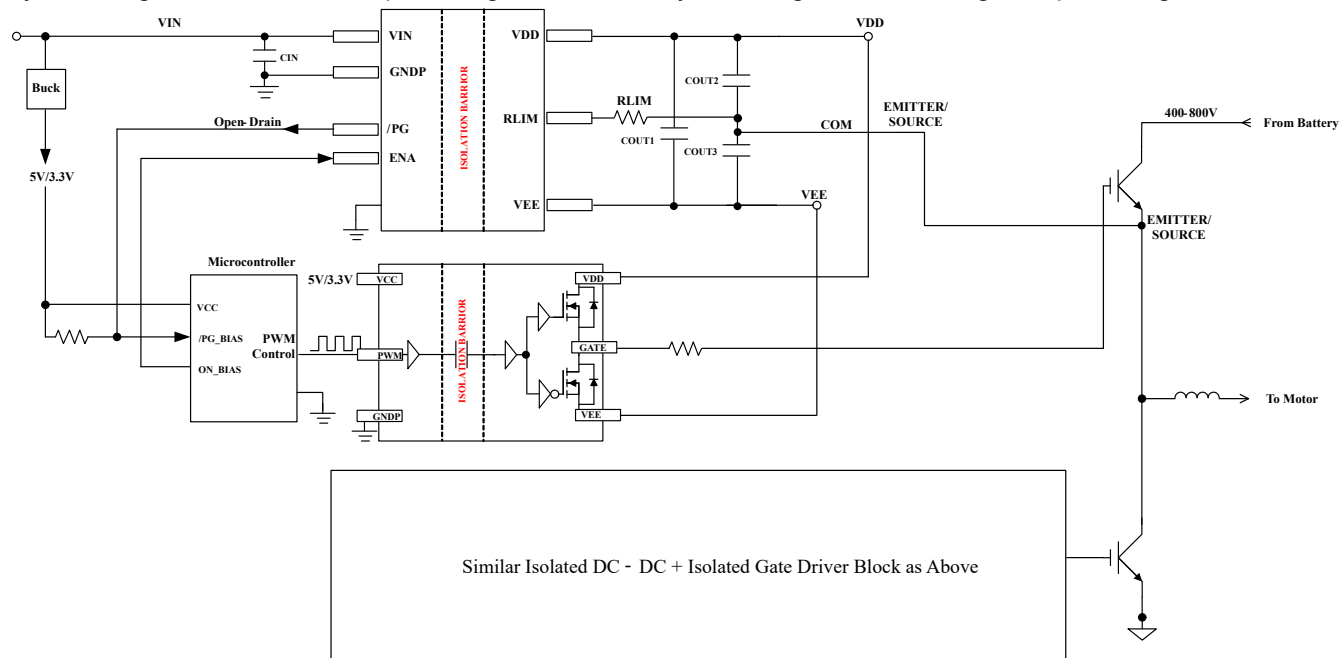 VIN
VIN
VDD
VDD
CIN
Buck
GNDP
COUT2
ISOLATION BARRIER
RLIM
EMITTER/
SOURCE
400-800V
From Battery
Open-Drain
/PG
RLIM
COM
COUT1
COUT3
ENA
5V/3.3V
VEE
VEE
EMITTER/
SOURCE
Microcontroller
5V/3.3V
VCC
VDD
VCC
ISOLATION BARRIER
/PG_BIAS
PWM
Control
PWM
GATE
ON_BIAS
GNDP
VEE
To Motor
Similar Isolated DC - DC + Isolated Gate Driver Block as Above